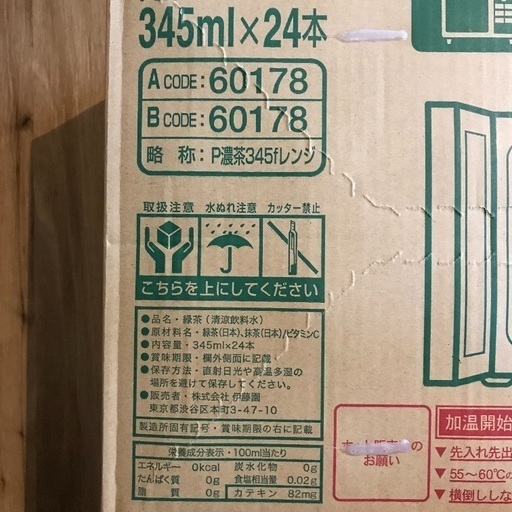 345ml×24本
A CODE: 60178
B CODE: 60178
略 称: P濃茶345fレンジ
取扱注意 水ぬれ注意 カッター禁止
こちらを上にしてください
●品名・緑茶(清涼飲料水)
●原材料名・緑茶(日本)、抹茶(日本)/ビタミンC
●内容量・345ml×24本
●賞味期限・欄外側面に記載
●保存方法・直射日光や高温多湿の
場所を避けて保存してください。
●販売者・株式会社 伊藤園
東京都渋谷区本町3-47-10
製造所固有記号・賞味期限の右に記載
栄養成分表示・100ml当たり
エネルギー 0kcal 炭水化物 0g
たんぱく質 0g 食塩相当量 0.02g
脂質 0g カテキン 82mg
の
お願い
加温開始
▼先入れ先出
▼55~60℃の
▼横倒しにしな